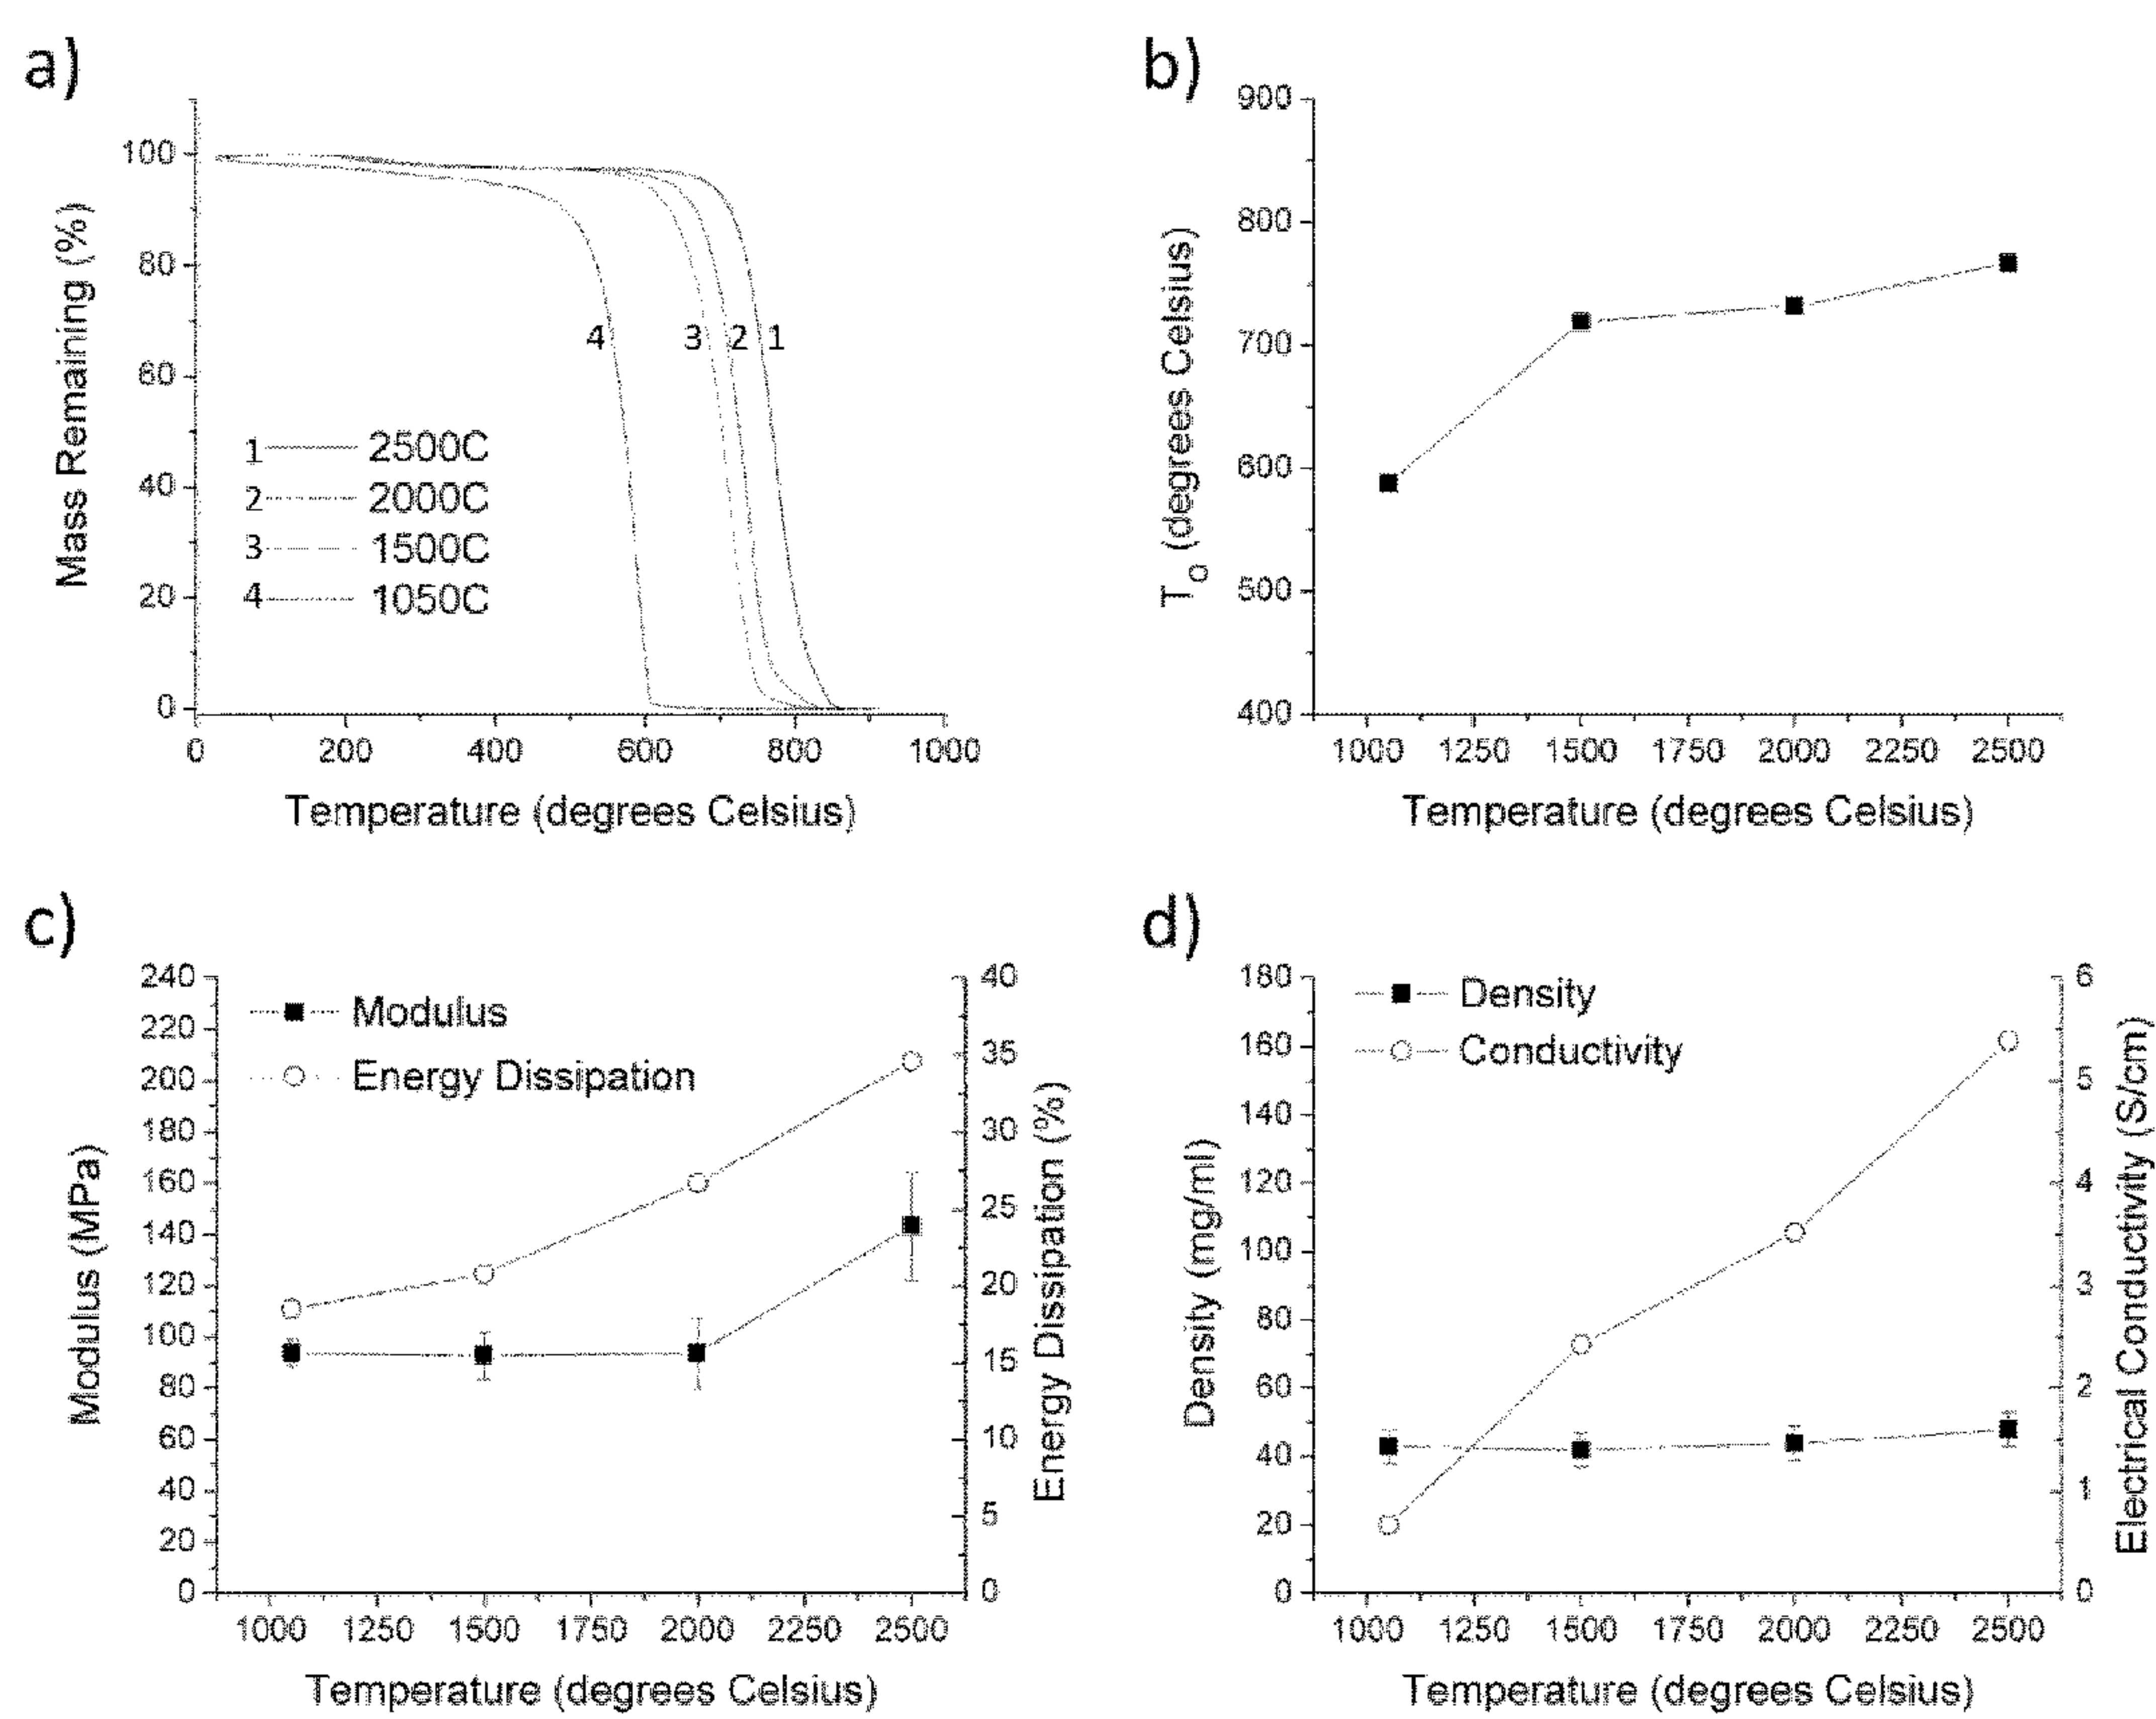 a)
100
80
60
40
20
0
Mass Remaining (%)
4 3 2 1
1 2500C
2 2000C
3 1500C
4 1050C
0 200 400 600 800 1000
Temperature (degrees Celsius)
b)
900
800
700
600
500
400
To (degrees Celsius)
1000 1250 1500 1750 2000 2250 2500
Temperature (degrees Celsius)
c)
240
220
200
180
160
140
120
100
80
60
40
20
0
Modulus (MPa)
Modulus
Energy Dissipation
40
35
30
25
20
15
10
5
0
Energy Dissipation (%)
1000 1250 1500 1750 2000 2250 2500
Temperature (degrees Celsius)
d)
180
160
140
120
100
80
60
40
20
0
Density (mg/ml)
Density
Conductivity
6
5
4
3
2
1
0
Electrical Conductivity (S/cm)
1000 1250 1500 1750 2000 2250 2500
Temperature (degrees Celsius)